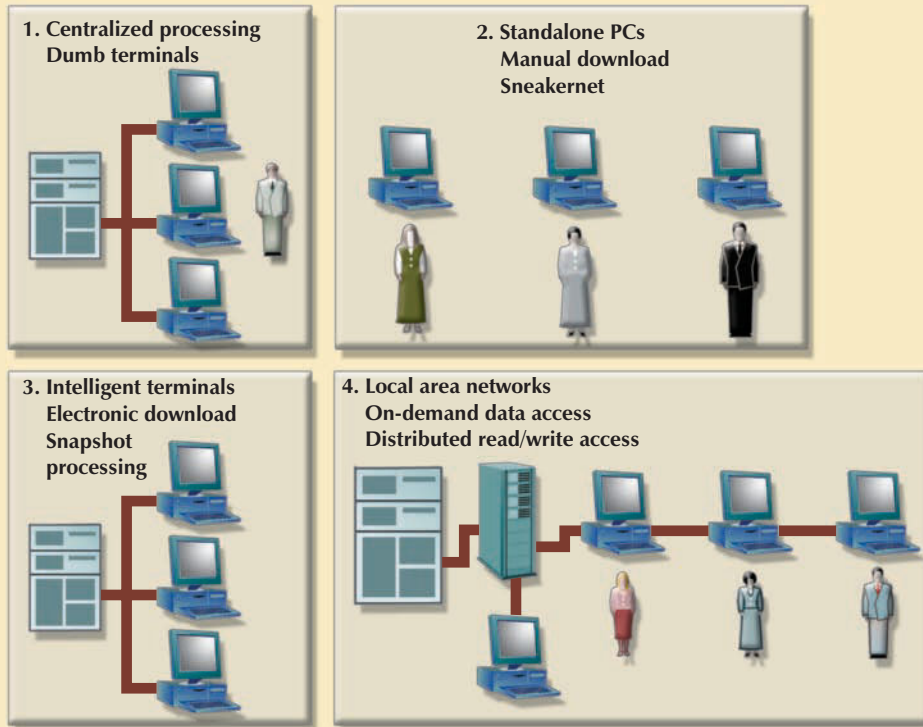 1. Centralized processing
Dumb terminals
2. Standalone PCs
Manual download
Sneakernet
3. Intelligent terminals
Electronic download
Snapshot
processing
4. Local area networks
On-demand data access
Distributed read/write access